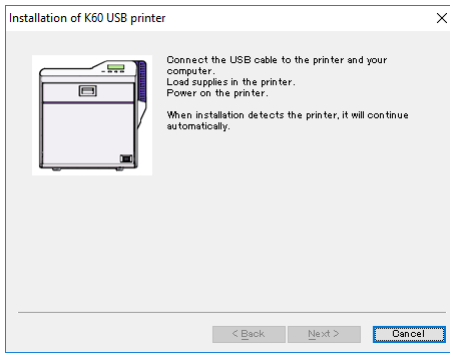 Installation of K60 USB printer
Connect the USB cable to the printer and your
computer.
Load supplies in the printer.
Power on the printer.
When installation detects the printer, it will continue
automatically.
< Back
Next >
Cancel